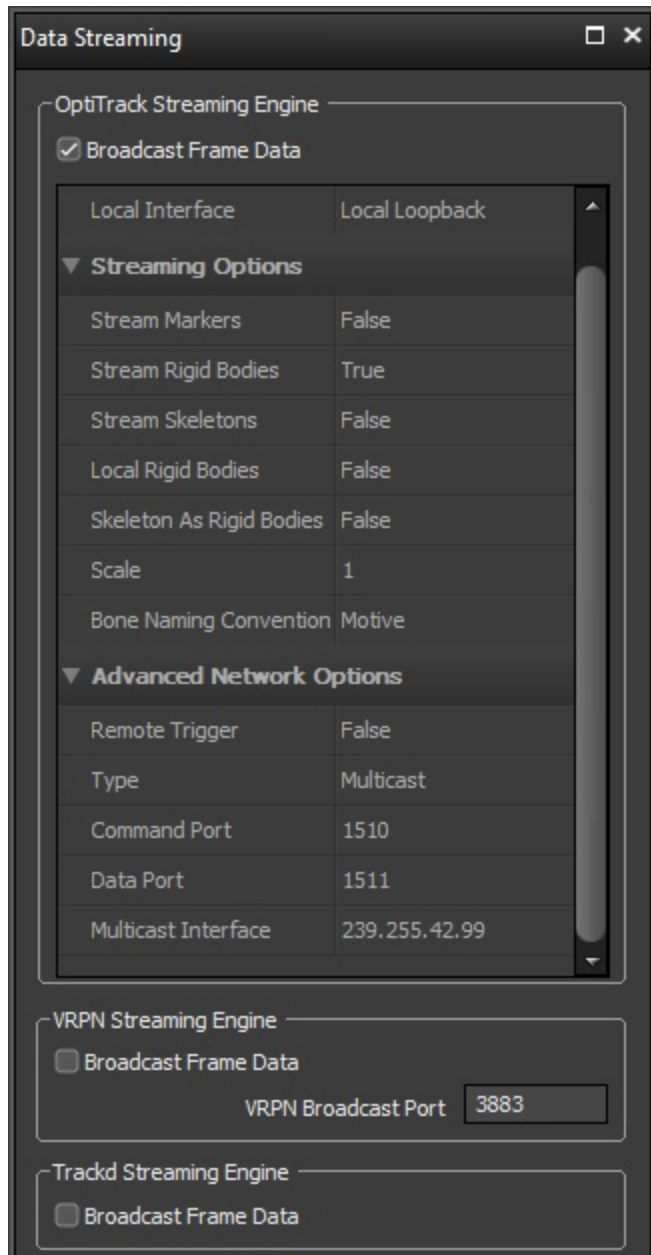 Data Streaming
OptiTrack Streaming Engine
Broadcast Frame Data
Local Interface Local Loopback
Streaming Options
Stream Markers False
Stream Rigid Bodies True
Stream Skeletons False
Local Rigid Bodies False
Skeleton As Rigid Bodies False
Scale 1
Bone Naming Convention Motive
Advanced Network Options
Remote Trigger False
Type Multicast
Command Port 1510
Data Port 1511
Multicast Interface 239.255.42.99
VRPN Streaming Engine
Broadcast Frame Data
VRPN Broadcast Port 3883
Trackd Streaming Engine
Broadcast Frame Data